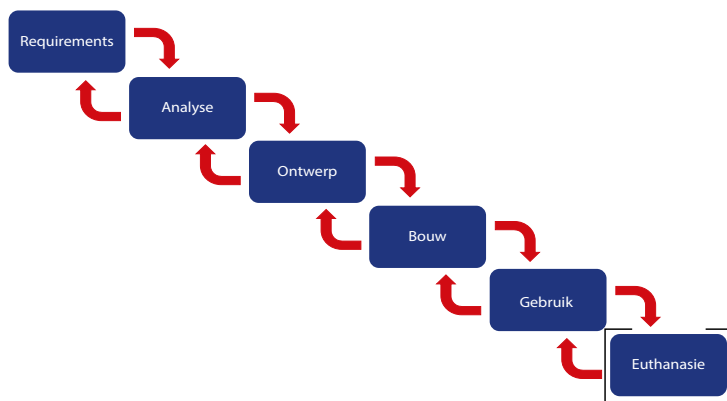 Requirements
Analyse
Ontwerp
Bouw
Gebruik
Euthanasie